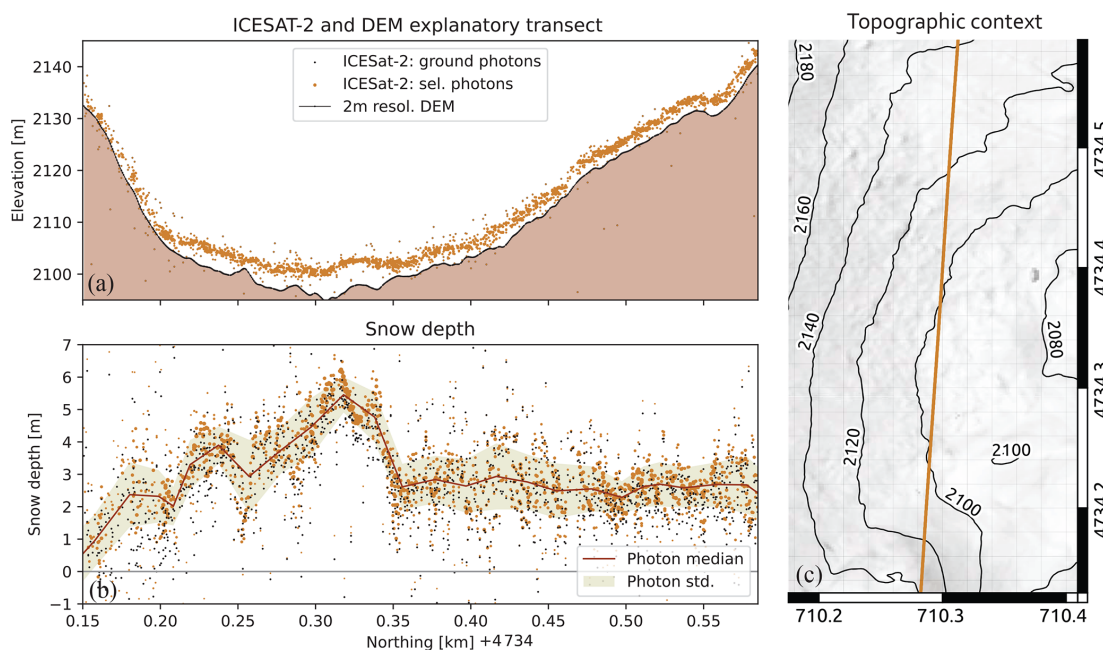 ICESAT-2 and DEM explanatory transect
ICESat-2: ground photons
ICESat-2: sel. photons
2m resol. DEM
Elevation [m]
2140
2130
2120
2110
2100
(a)
Snow depth
7
6
5
4
3
2
1
0
−1
Snow depth [m]
Photon median
Photon std.
(b)
0.15 0.20 0.25 0.30 0.35 0.40 0.45 0.50 0.55
Northing [km] +4734
Topographic context
2180
2160
2140
2120
2100
2100
2080
4734.5
4734.4
4734.3
4734.2
(c)
710.2 710.3 710.4